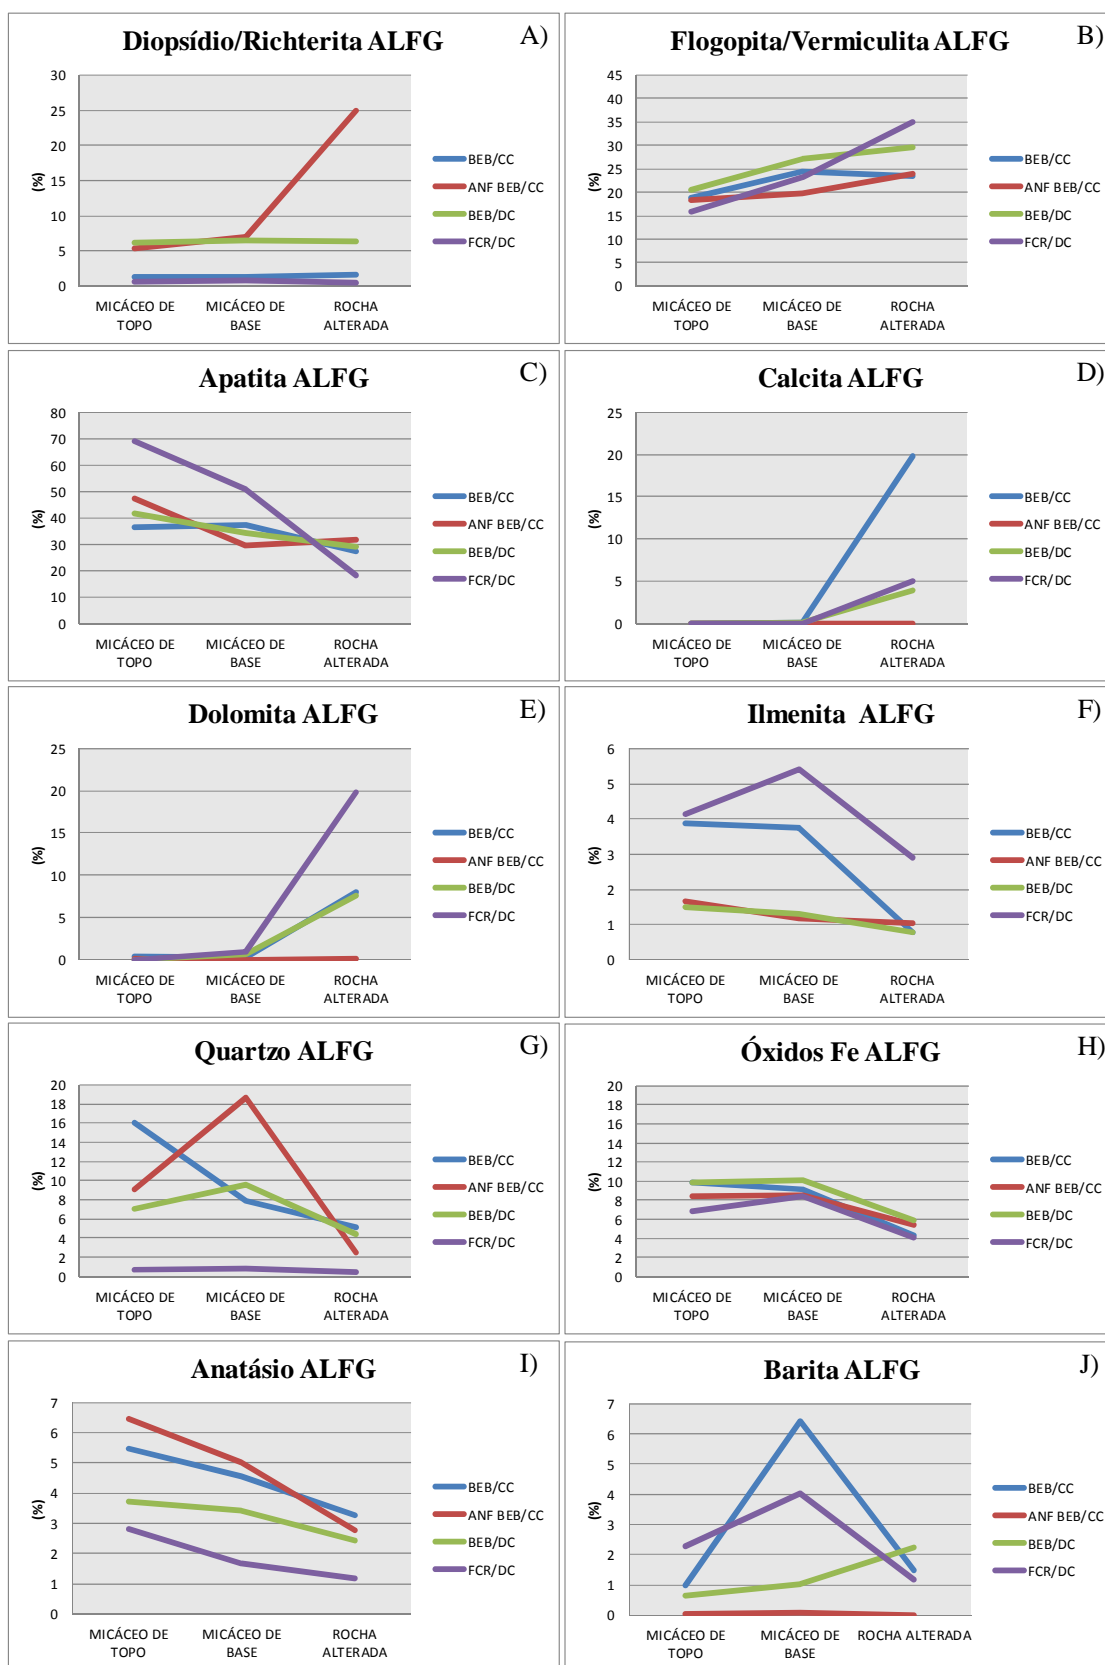 Diopsídio/Richterita ALFG
A)
30
25
20
15
10
5
0
(%)
MICÁCEO DE TOPO
MICÁCEO DE BASE
ROCHA ALTERADA
BEB/CC
ANF BEB/CC
BEB/DC
FCR/DC
Flogopita/Vermiculita ALFG
B)
45
40
35
30
25
20
15
10
5
0
(%)
MICÁCEO DE TOPO
MICÁCEO DE BASE
ROCHA ALTERADA
BEB/CC
ANF BEB/CC
BEB/DC
FCR/DC
Apatita ALFG
C)
80
70
60
50
40
30
20
10
0
(%)
MICÁCEO DE TOPO
MICÁCEO DE BASE
ROCHA ALTERADA
BEB/CC
ANF BEB/CC
BEB/DC
FCR/DC
Calcita ALFG
D)
25
20
15
10
5
0
(%)
MICÁCEO DE TOPO
MICÁCEO DE BASE
ROCHA ALTERADA
BEB/CC
ANF BEB/CC
BEB/DC
FCR/DC
Dolomita ALFG
E)
25
20
15
10
5
0
(%)
MICÁCEO DE TOPO
MICÁCEO DE BASE
ROCHA ALTERADA
BEB/CC
ANF BEB/CC
BEB/DC
FCR/DC
Ilmenita ALFG
F)
6
5
4
3
2
1
0
(%)
MICÁCEO DE TOPO
MICÁCEO DE BASE
ROCHA ALTERADA
BEB/CC
ANF BEB/CC
BEB/DC
FCR/DC
Quartzo ALFG
G)
20
18
16
14
12
10
8
6
4
2
0
(%)
MICÁCEO DE TOPO
MICÁCEO DE BASE
ROCHA ALTERADA
BEB/CC
ANF BEB/CC
BEB/DC
FCR/DC
Óxidos Fe ALFG
H)
20
18
16
14
12
10
8
6
4
2
0
(%)
MICÁCEO DE TOPO
MICÁCEO DE BASE
ROCHA ALTERADA
BEB/CC
ANF BEB/CC
BEB/DC
FCR/DC
Anatásio ALFG
I)
7
6
5
4
3
2
1
0
(%)
MICÁCEO DE TOPO
MICÁCEO DE BASE
ROCHA ALTERADA
BEB/CC
ANF BEB/CC
BEB/DC
FCR/DC
Barita ALFG
J)
7
6
5
4
3
2
1
0
(%)
MICÁCEO DE TOPO
MICÁCEO DE BASE
ROCHA ALTERADA
BEB/CC
ANF BEB/CC
BEB/DC
FCR/DC